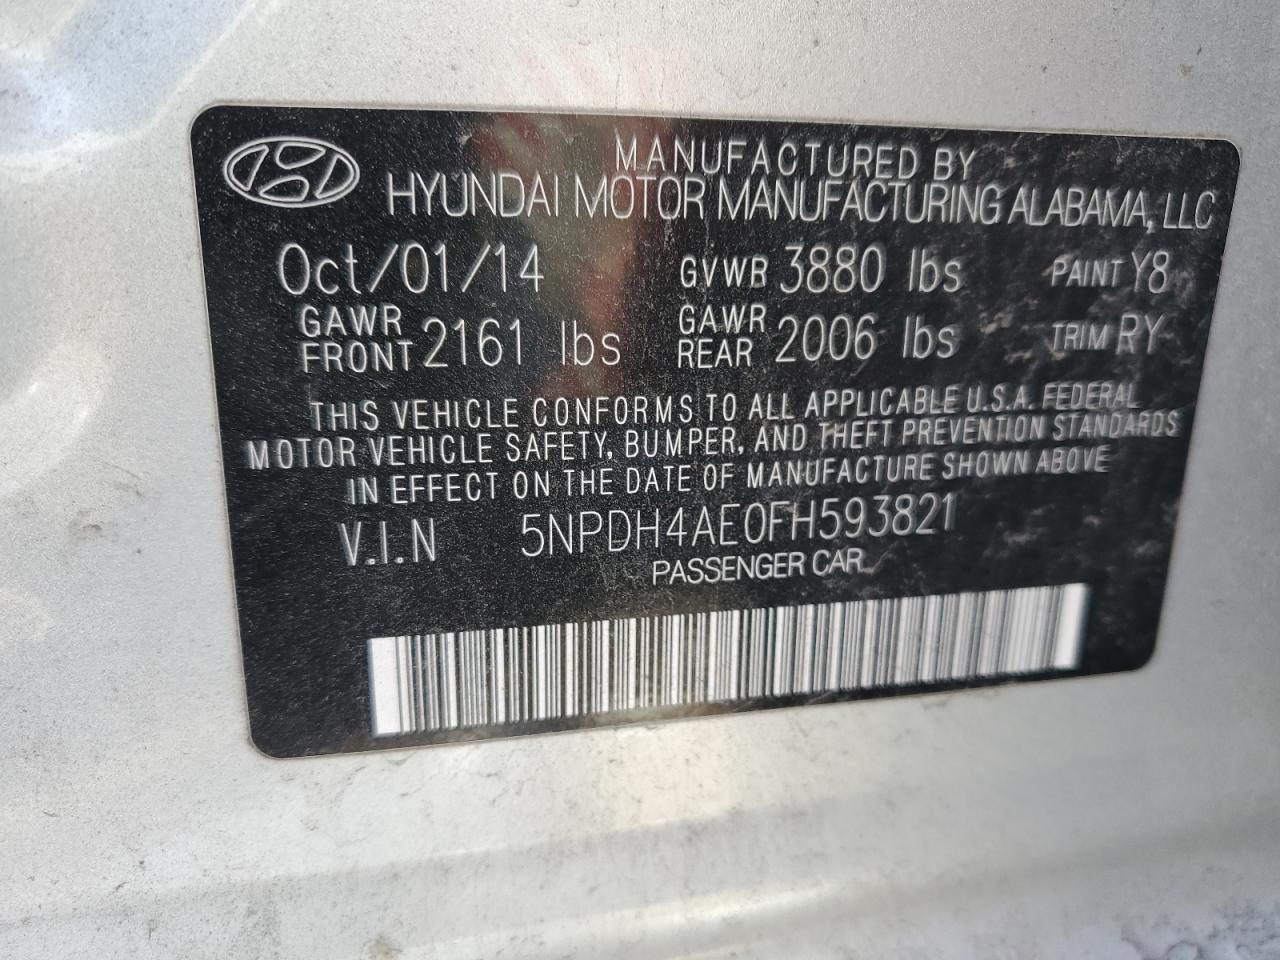 MANUFACTURED BY
HYUNDAI MOTOR MANUFACTURING ALABAMA, LLC
Oct/01/14 GVWR 3880 lbs PAINT Y8
GAWR FRONT 2161 lbs GAWR REAR 2006 lbs TRIM RY
THIS VEHICLE CONFORMS TO ALL APPLICABLE U.S.A. FEDERAL
MOTOR VEHICLE SAFETY, BUMPER, AND THEFT PREVENTION STANDARDS
IN EFFECT ON THE DATE OF MANUFACTURE SHOWN ABOVE
V.I.N 5NPDH4AE0FH593821
PASSENGER CAR